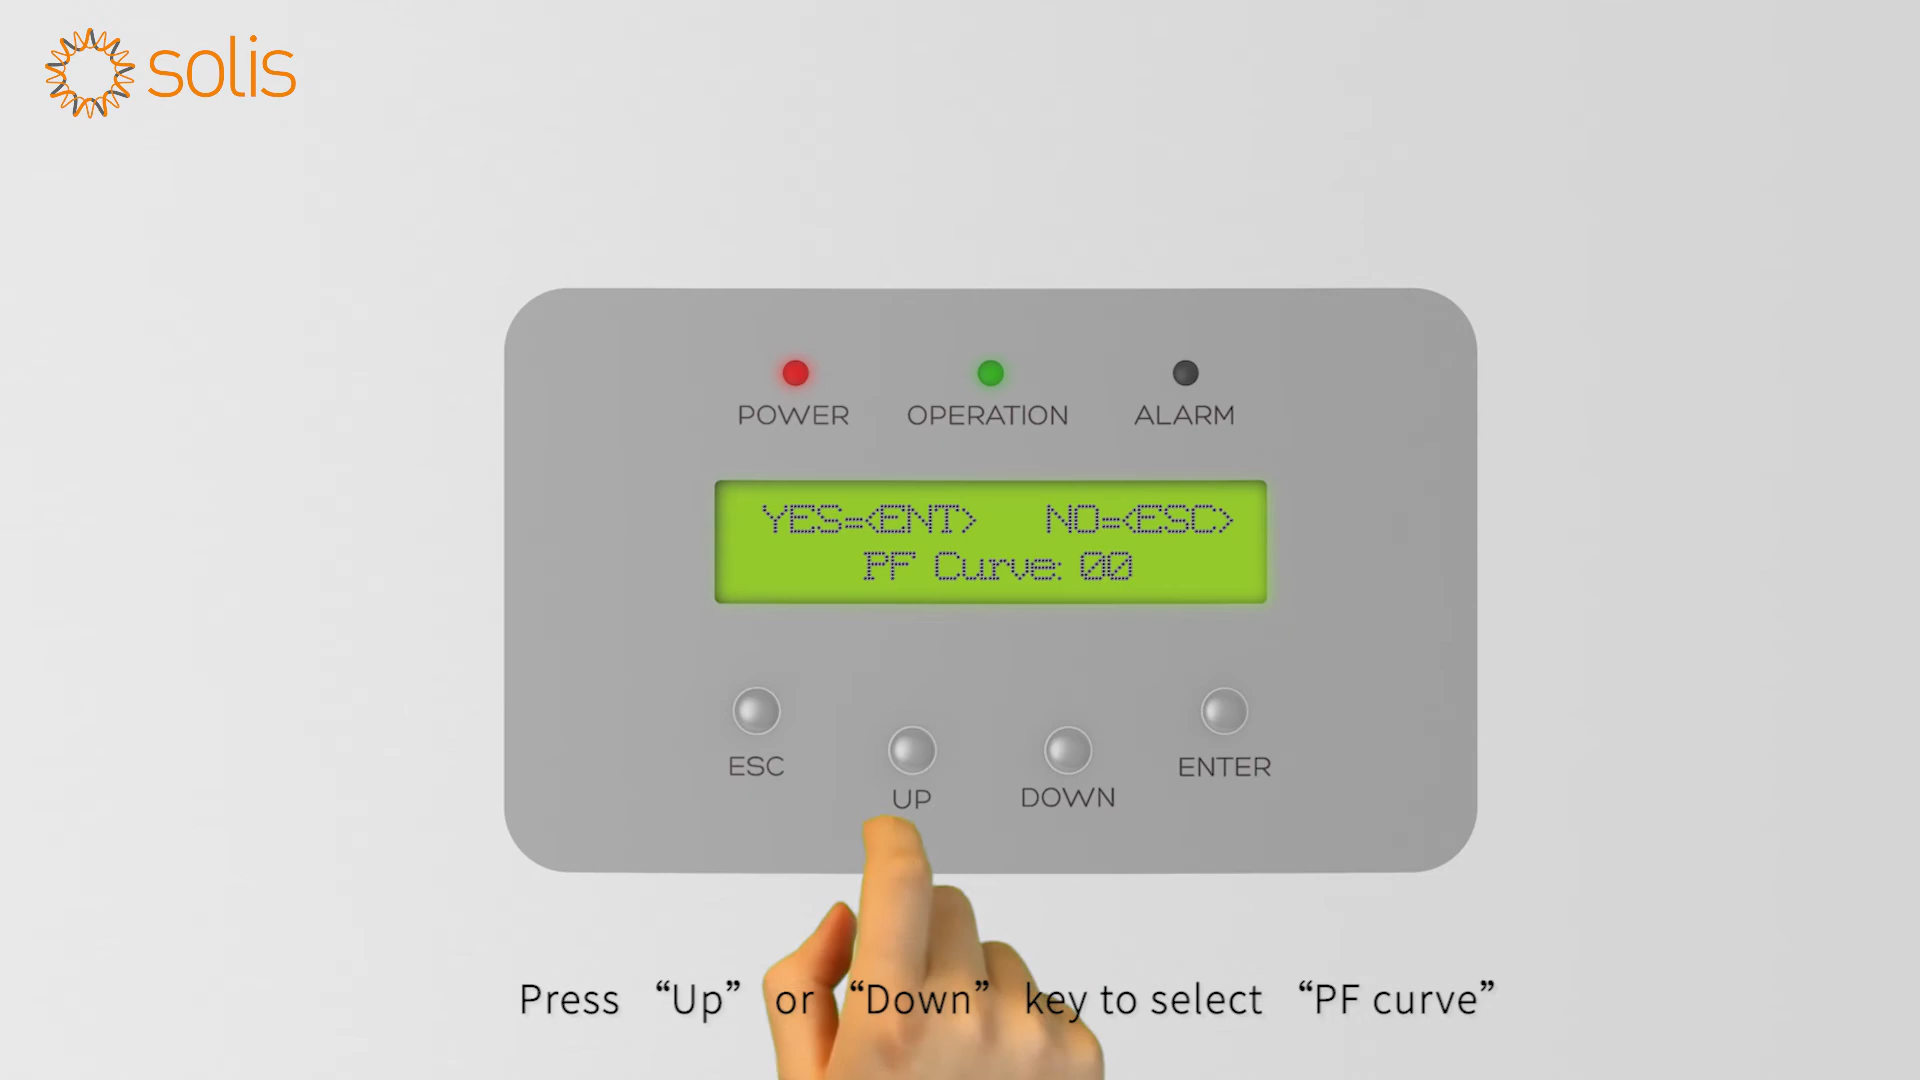 solis
POWER OPERATION ALARM
YES=<ENT> NO=<ESC>
PF Curve: 00
ESC UP DOWN ENTER
Press “Up” or “Down” key to select “PF curve”